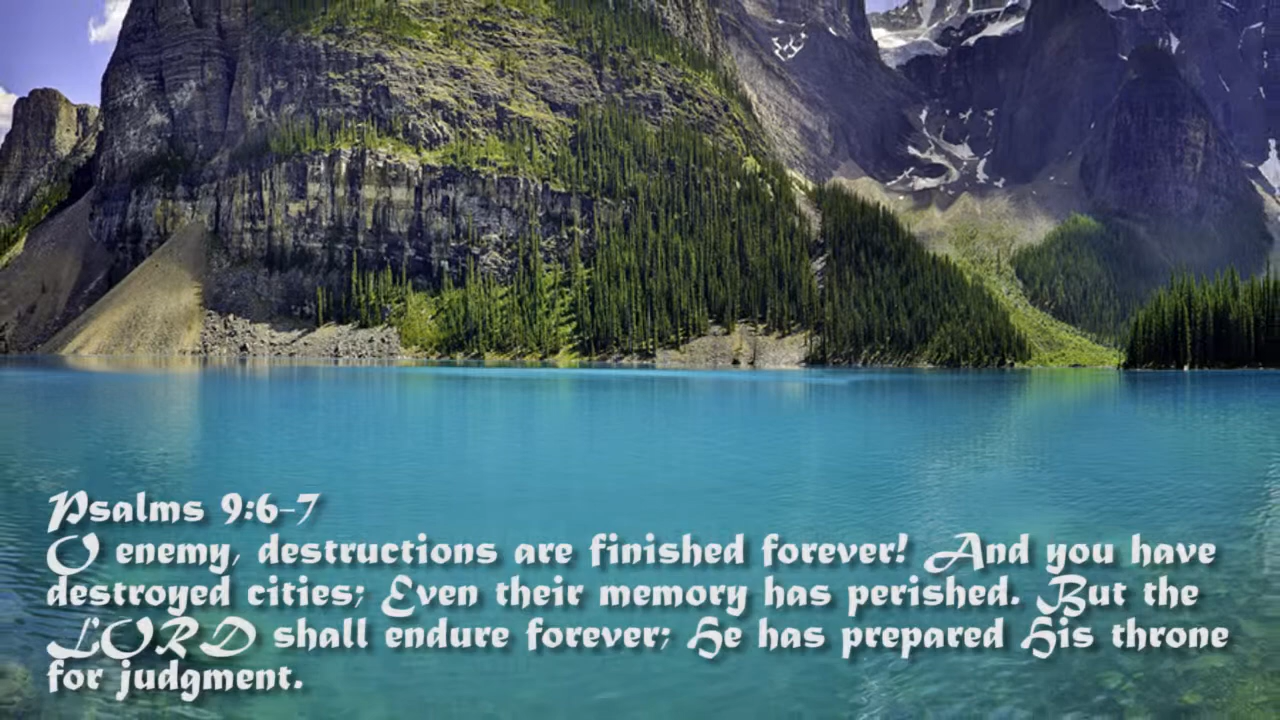 Psalms 9:6-7
O enemy, destructions are finished forever! And you have
destroyed cities; Even their memory has perished. But the
LORD shall endure forever; He has prepared His throne
for judgment.